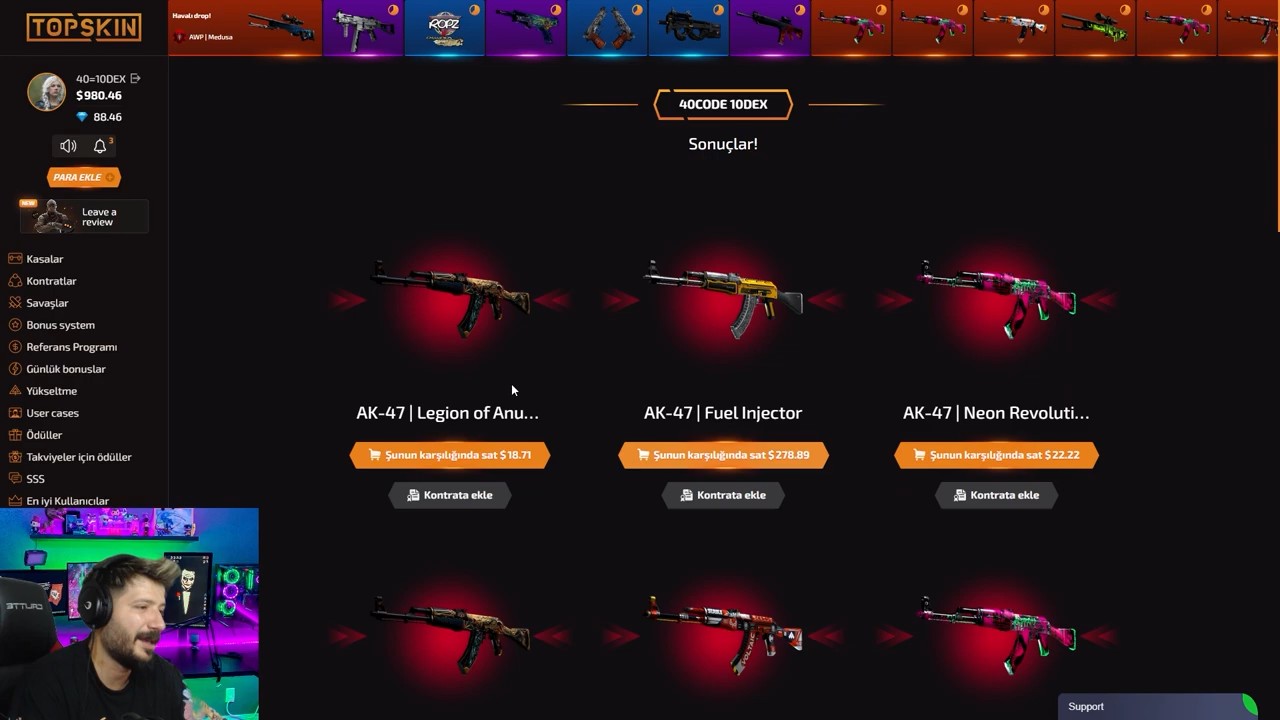 TOPSKIN
Havalı drop!
AWP | Medusa
ROPZ
40=10DEX
$980.46
88.46
3
PARA EKLE
NEW
Leave a
review
Kasalar
Kontratlar
Savaşlar
Bonus system
Referans Programı
Günlük bonuslar
Yükseltme
User cases
Ödüller
Takviyeler için ödüller
SSS
En iyi Kullanıcılar
40CODE 10DEX
Sonuçlar!
AK-47 | Legion of Anu...
AK-47 | Fuel Injector
AK-47 | Neon Revoluti...
Şunun karşılığında sat $18.71
Şunun karşılığında sat $278.89
Şunun karşılığında sat $22.22
Kontrata ekle
Kontrata ekle
Kontrata ekle
Support